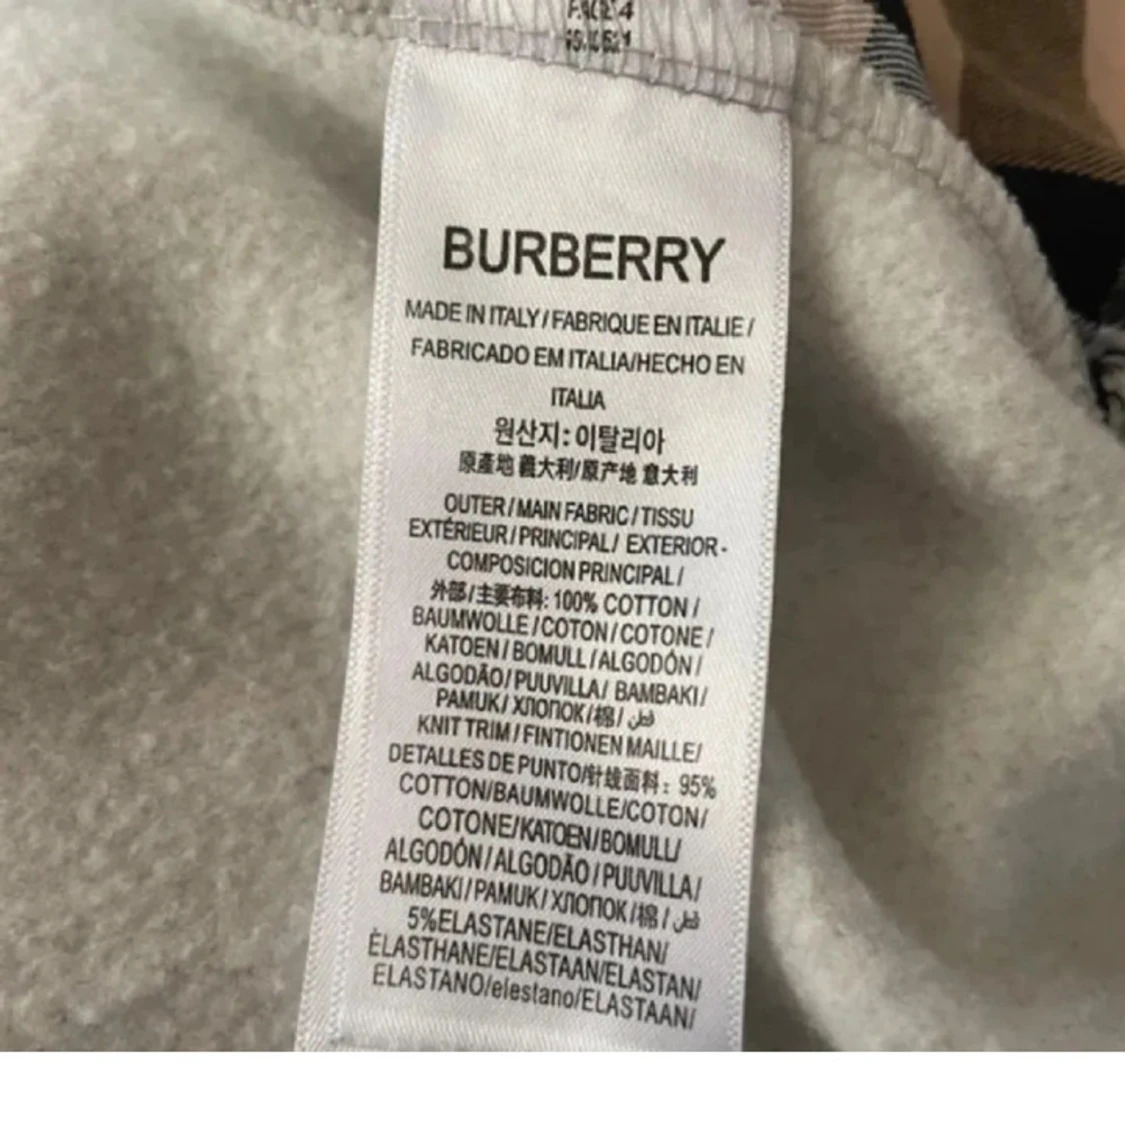 BURBERRY
MADE IN ITALY / FABRIQUE EN ITALIE /
FABRICADO EM ITALIA/HECHO EN
ITALIA
원산지: 이탈리아
原產地 義大利/原产地 意大利
OUTER / MAIN FABRIC / TISSU
EXTÉRIEUR / PRINCIPAL / EXTERIOR -
COMPOSICION PRINCIPAL /
外部 / 主要布料: 100% COTTON /
BAUMWOLLE / COTON / COTONE /
KATOEN / BOMULL / ALGODÓN /
ALGODÃO / PUUVILLA / BAMBAKI /
PAMUK / ХЛОПОК /棉/
KNIT TRIM / FINTIONEN MAILLE/
DETALLES DE PUNTO/针线面料: 95%
COTTON/BAUMWOLLE/COTON/
COTONE/KATOEN/BOMULL/
ALGODÓN / ALGODÃO / PUUVILLA /
BAMBAKI / PAMUK / ХЛОПОК /棉/
5%ELASTANE/ELASTHAN/
ÉLASTHANE/ELASTAAN/ELASTAN/
ELASTANO/elestano/ELASTAAN/